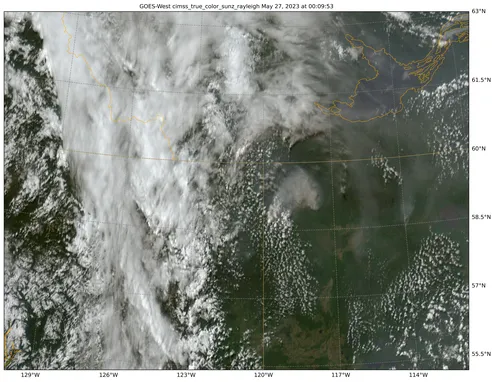 GOES-West cimss_true_color_sunz_rayleigh May 27, 2023 at 00:09:53
63°N
61.5°N
60°N
58.5°N
57°N
55.5°N
129°W
126°W
123°W
120°W
117°W
114°W